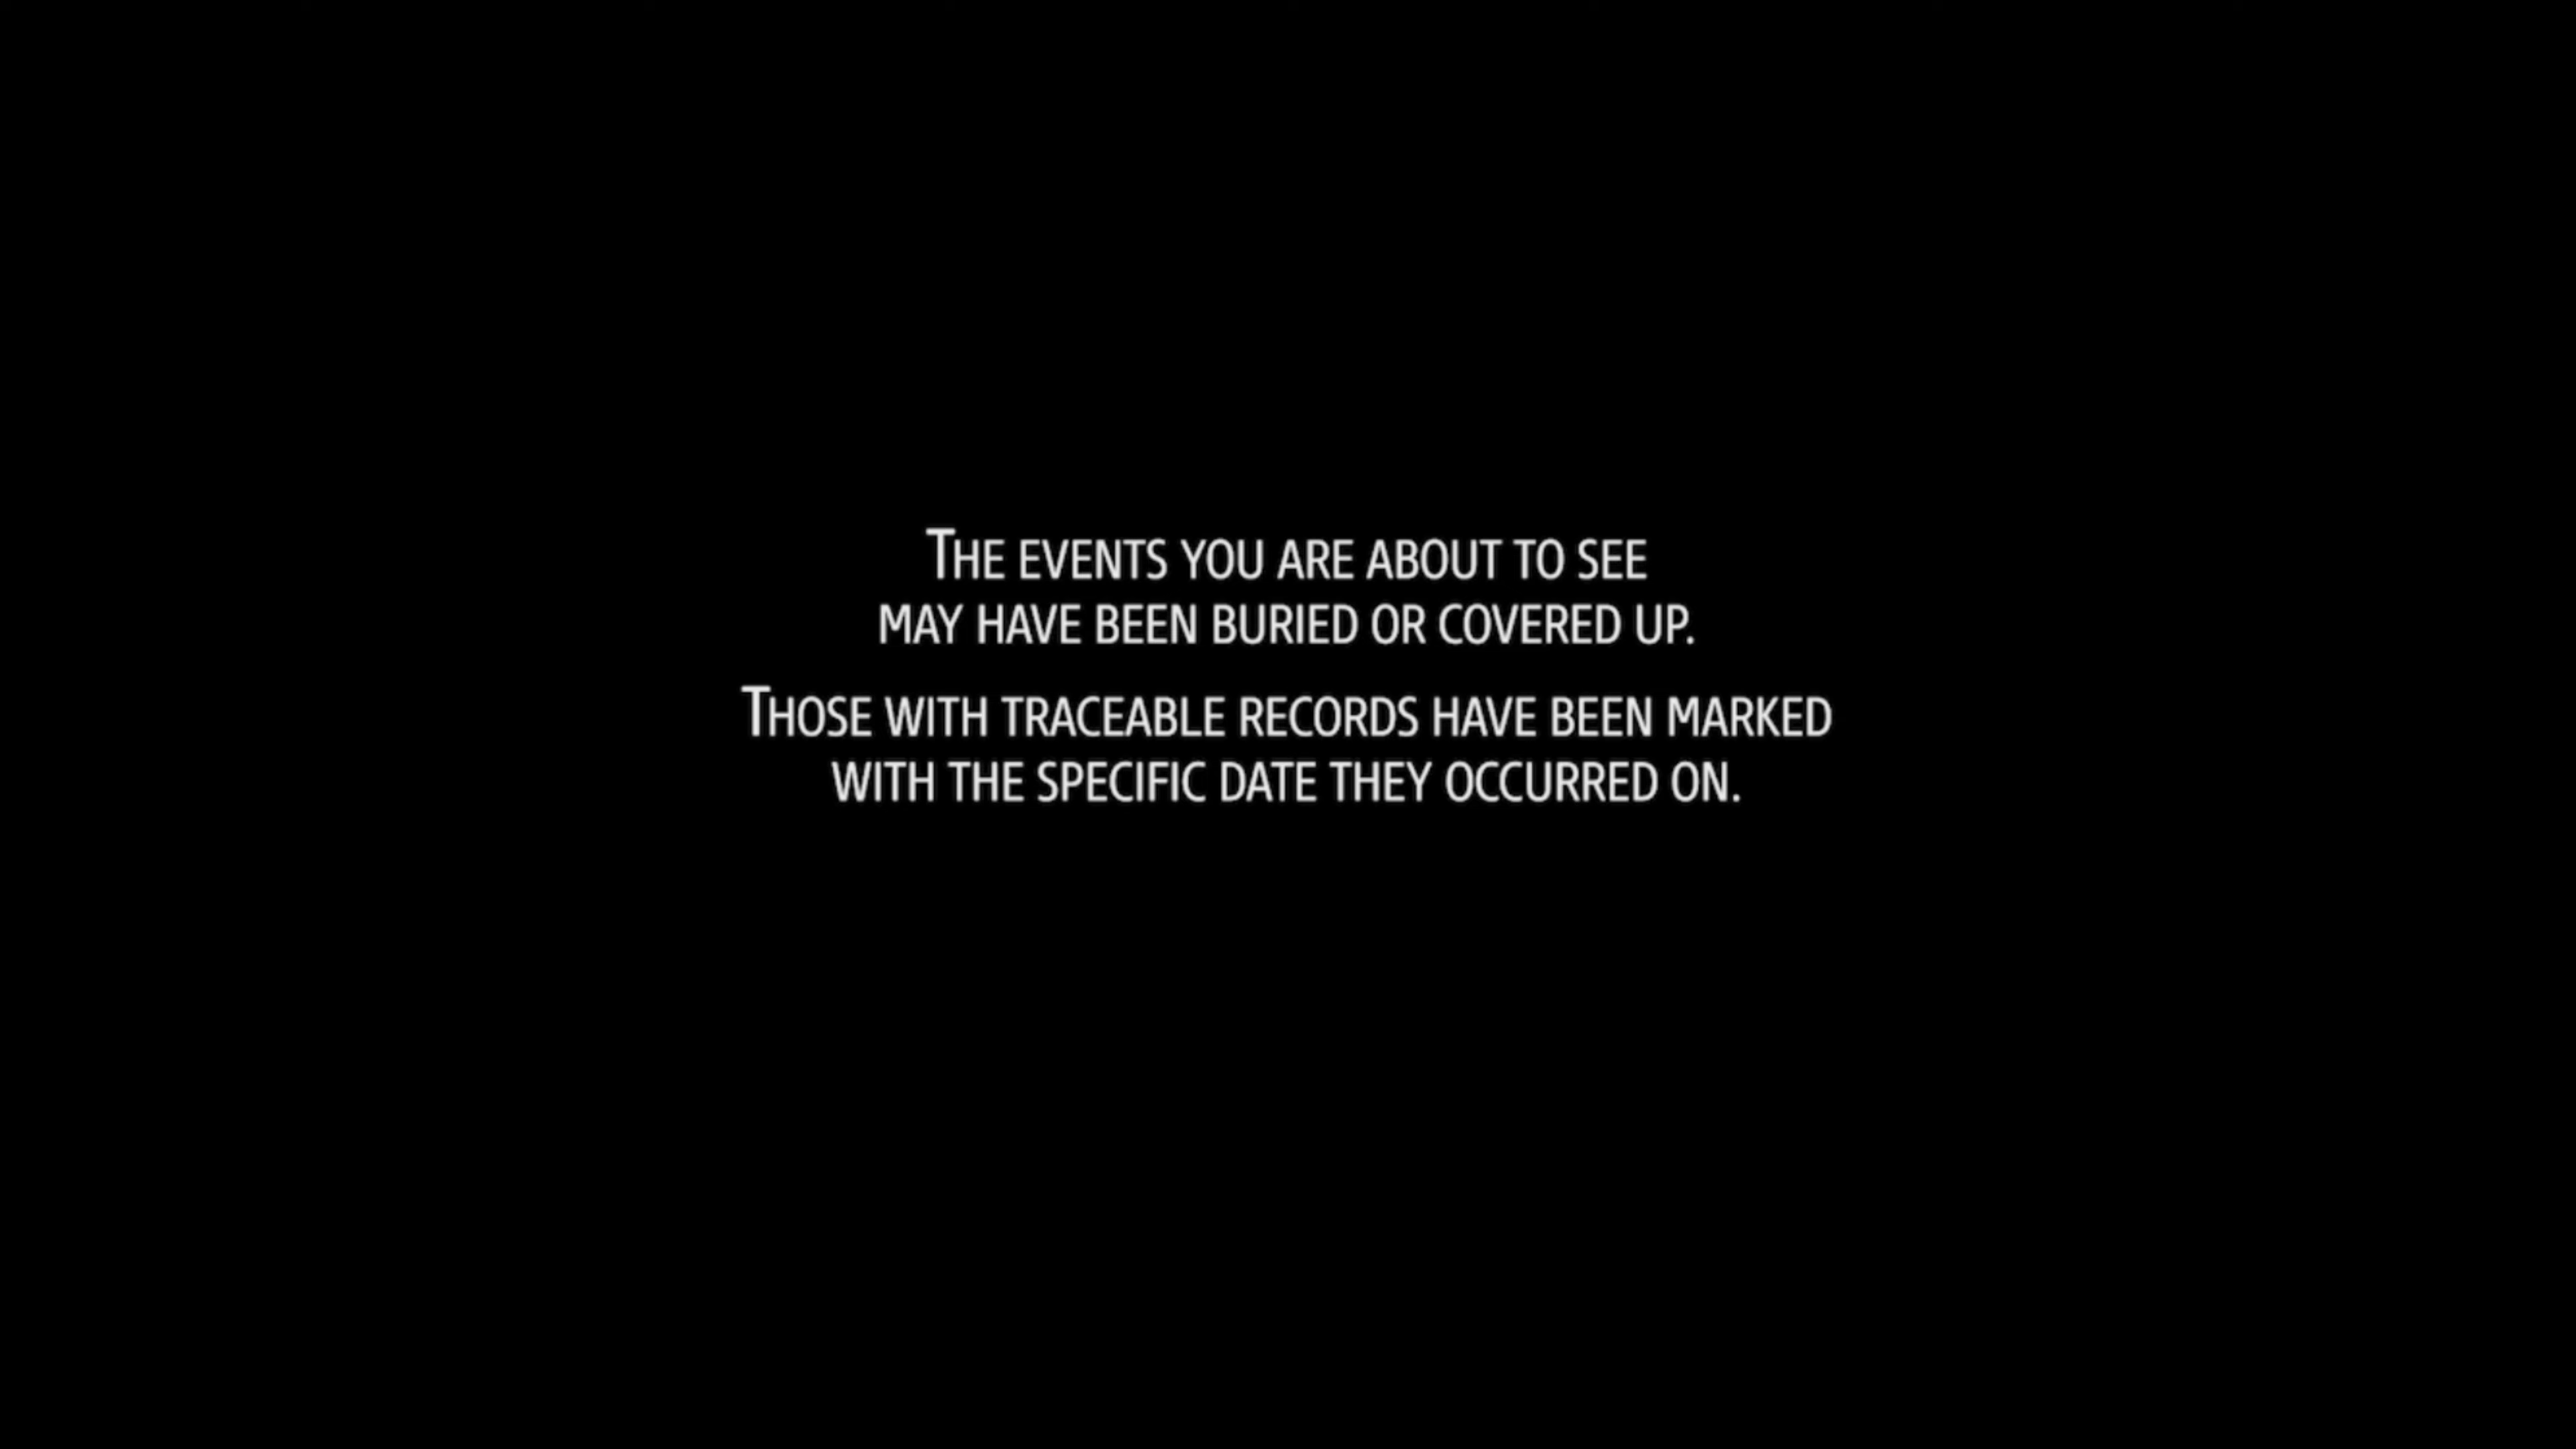 THE EVENTS YOU ARE ABOUT TO SEE
MAY HAVE BEEN BURIED OR COVERED UP.
THOSE WITH TRACEABLE RECORDS HAVE BEEN MARKED
WITH THE SPECIFIC DATE THEY OCCURRED ON.